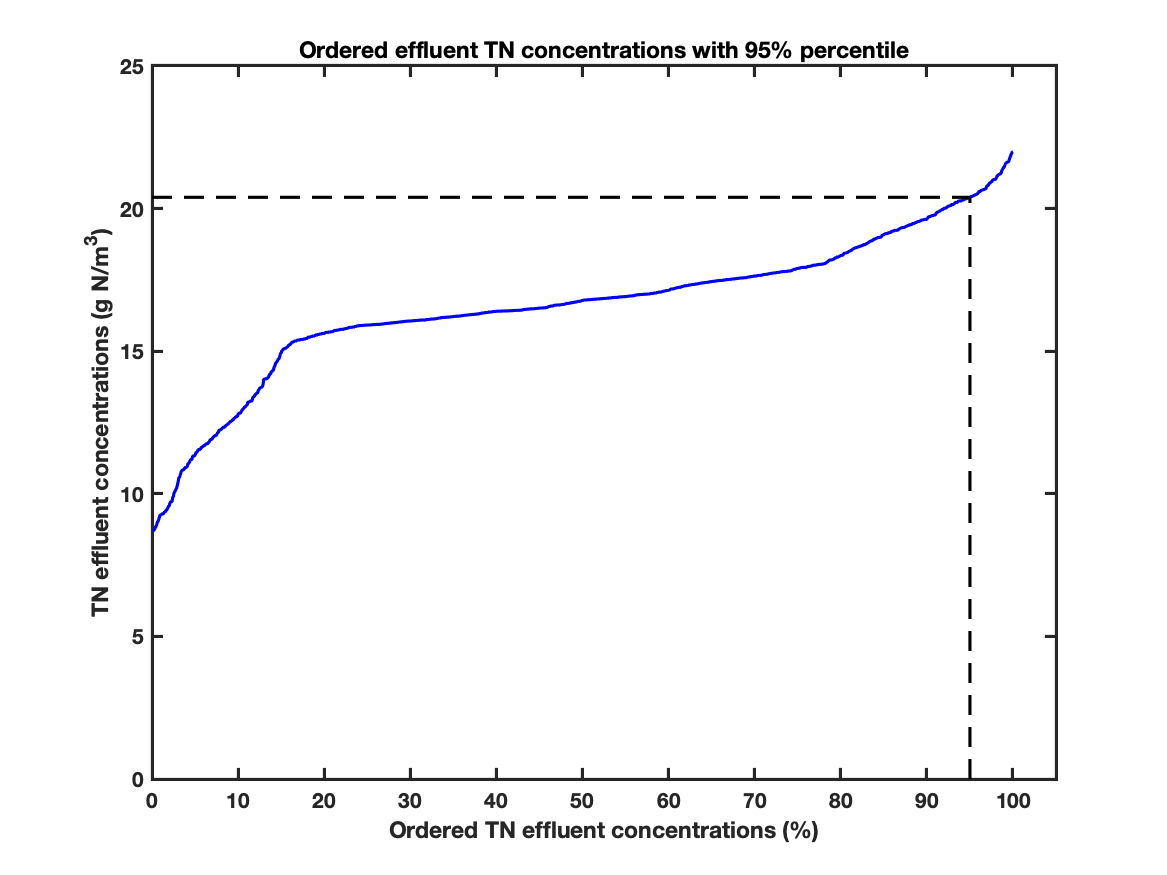 Ordered effluent TN concentrations with 95% percentile
25
20
15
10
5
0
TN effluent concentrations (g N/m³)
0 10 20 30 40 50 60 70 80 90 100
Ordered TN effluent concentrations (%)